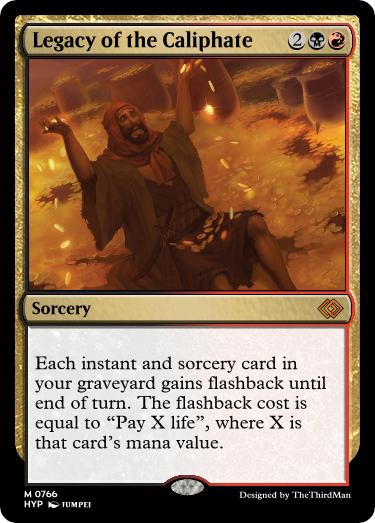 Legacy of the Caliphate 2
Sorcery
Each instant and sorcery card in
your graveyard gains flashback until
end of turn. The flashback cost is
equal to “Pay X life”, where X is
that card’s mana value.
M 0766
HYP JUMPEI
Designed by TheThirdMan